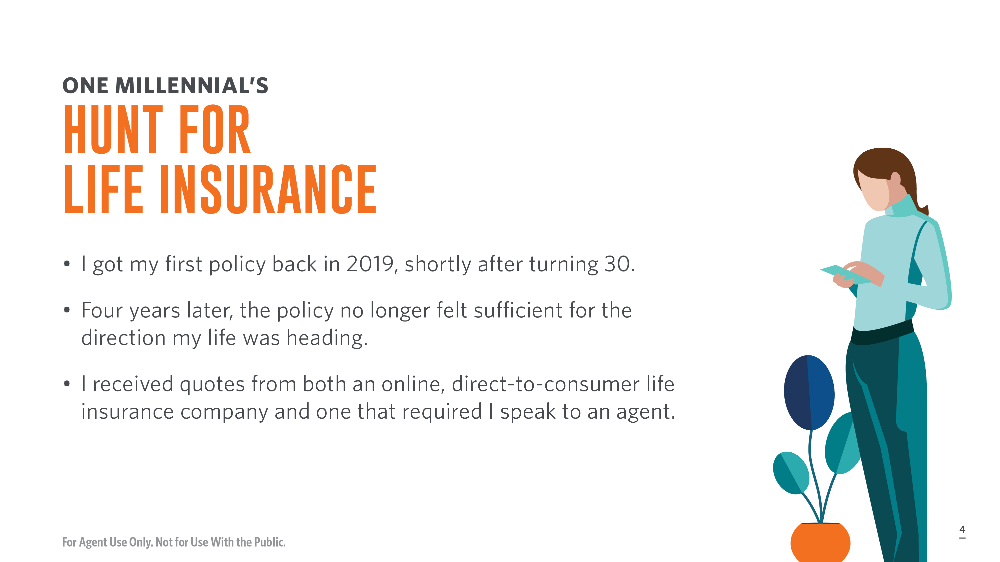 ONE MILLENNIAL’S
HUNT FOR
LIFE INSURANCE
• I got my first policy back in 2019, shortly after turning 30.
• Four years later, the policy no longer felt sufficient for the
direction my life was heading.
• I received quotes from both an online, direct-to-consumer life
insurance company and one that required I speak to an agent.
For Agent Use Only. Not for Use With the Public.
4